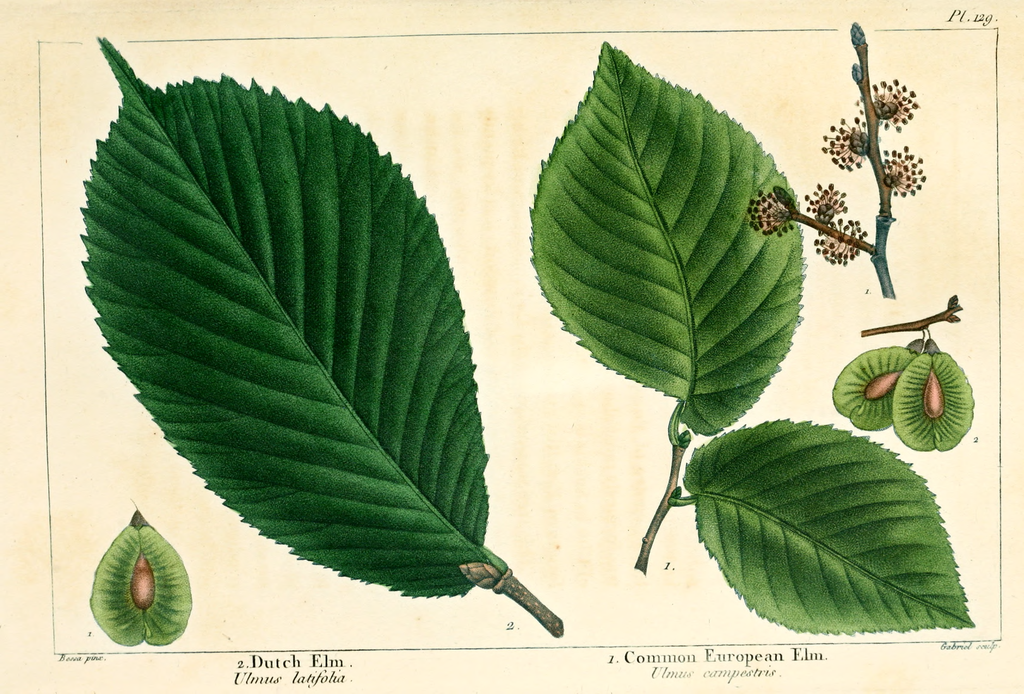 Pl. 129.
1.
2
1.
2.
1.
Bessa pinx.
Gabriel sculp.
2. Dutch Elm.
Ulmus latifolia.
1. Common European Elm.
Ulmus campestris.